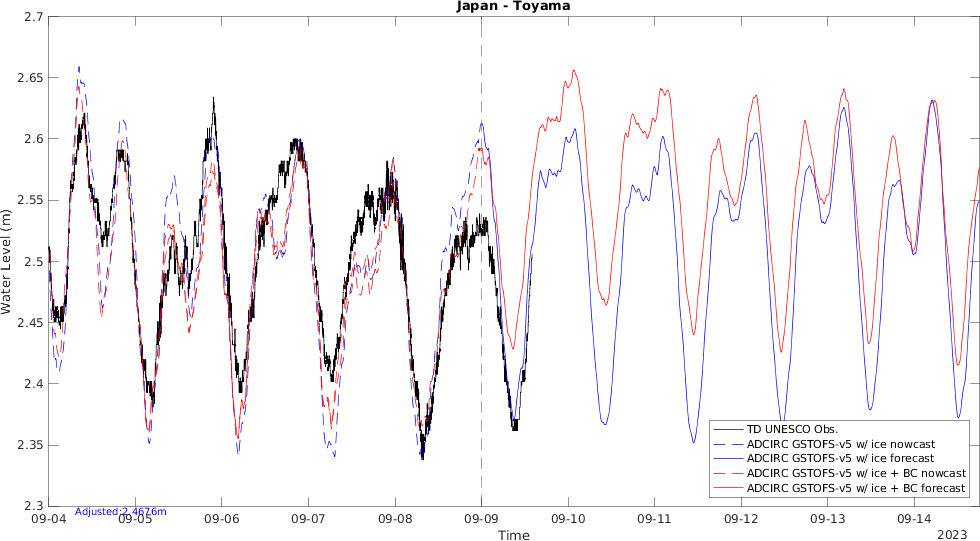 Japan - Toyama
2.7
2.65
2.6
2.55
2.5
2.45
2.4
2.35
2.3
Water Level (m)
09-04
09-05
09-06
09-07
09-08
09-09
09-10
09-11
09-12
09-13
09-14
Adjusted:2.4676m
Time
2023
TD UNESCO Obs.
ADCIRC GSTOFS-v5 w/ ice nowcast
ADCIRC GSTOFS-v5 w/ ice forecast
ADCIRC GSTOFS-v5 w/ ice + BC nowcast
ADCIRC GSTOFS-v5 w/ ice + BC forecast